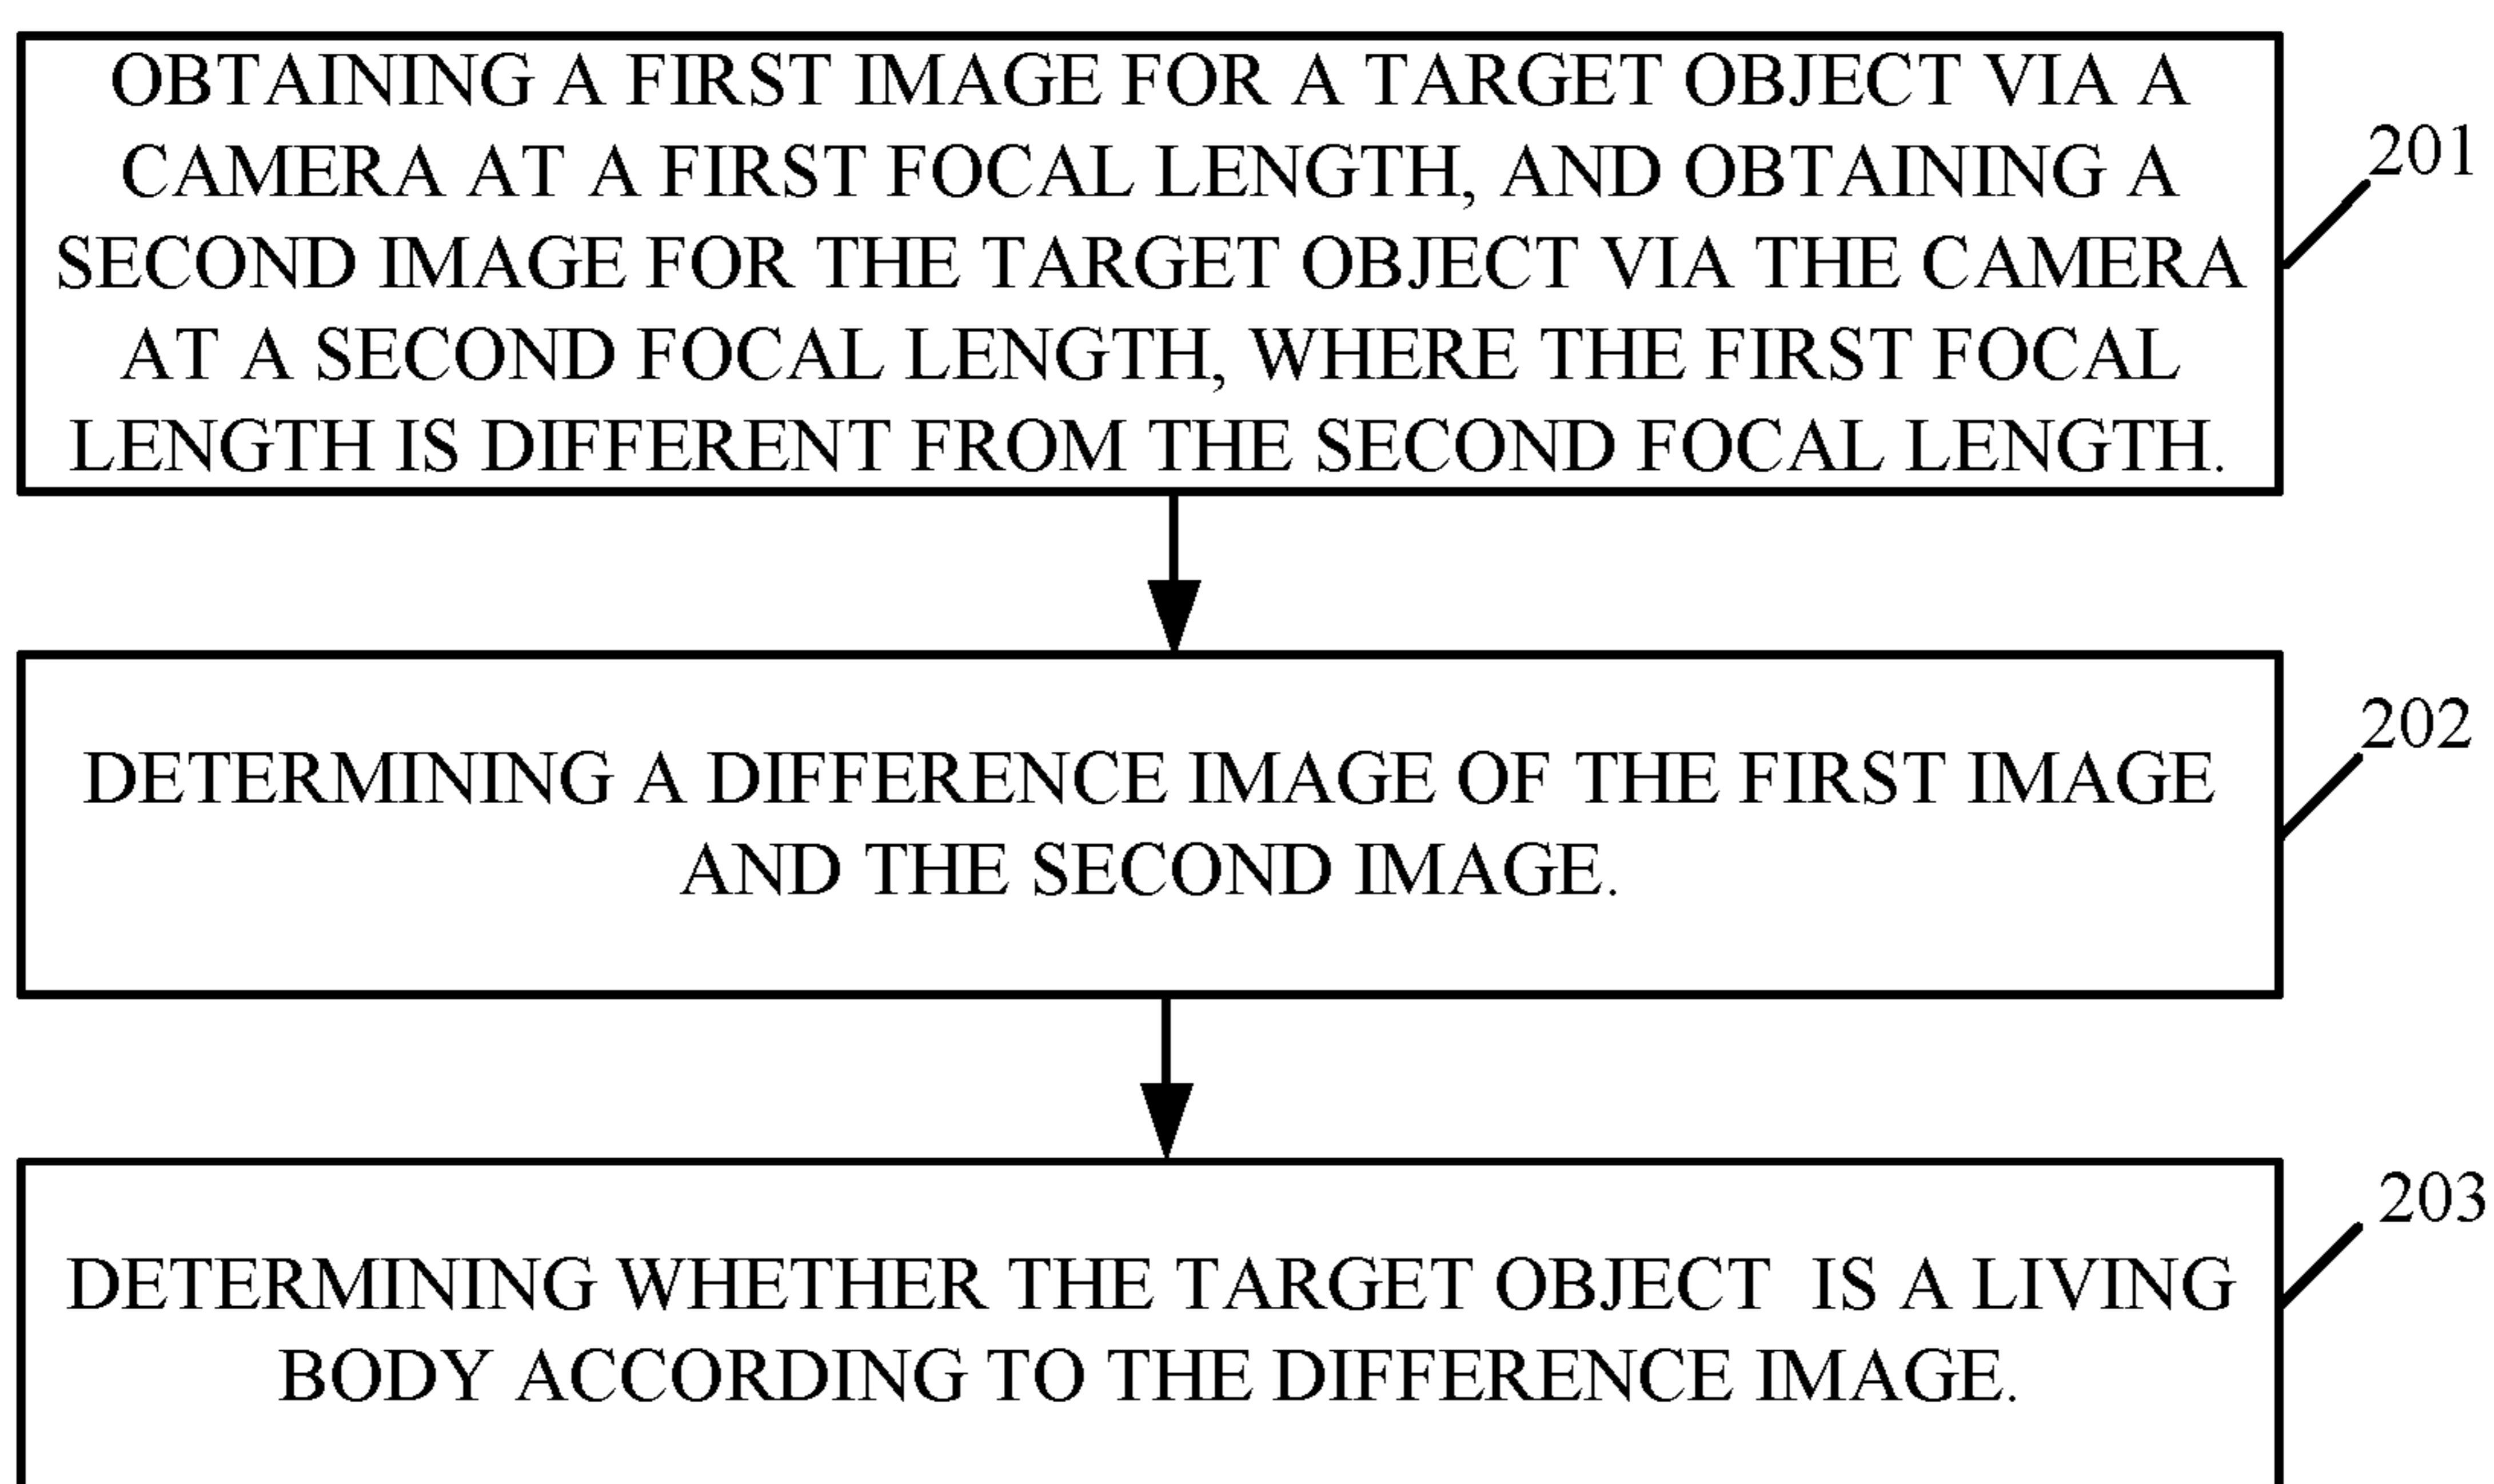 OBTAINING A FIRST IMAGE FOR A TARGET OBJECT VIA A
CAMERA AT A FIRST FOCAL LENGTH, AND OBTAINING A
SECOND IMAGE FOR THE TARGET OBJECT VIA THE CAMERA
AT A SECOND FOCAL LENGTH, WHERE THE FIRST FOCAL
LENGTH IS DIFFERENT FROM THE SECOND FOCAL LENGTH.
201
DETERMINING A DIFFERENCE IMAGE OF THE FIRST IMAGE
AND THE SECOND IMAGE.
202
DETERMINING WHETHER THE TARGET OBJECT IS A LIVING
BODY ACCORDING TO THE DIFFERENCE IMAGE.
203